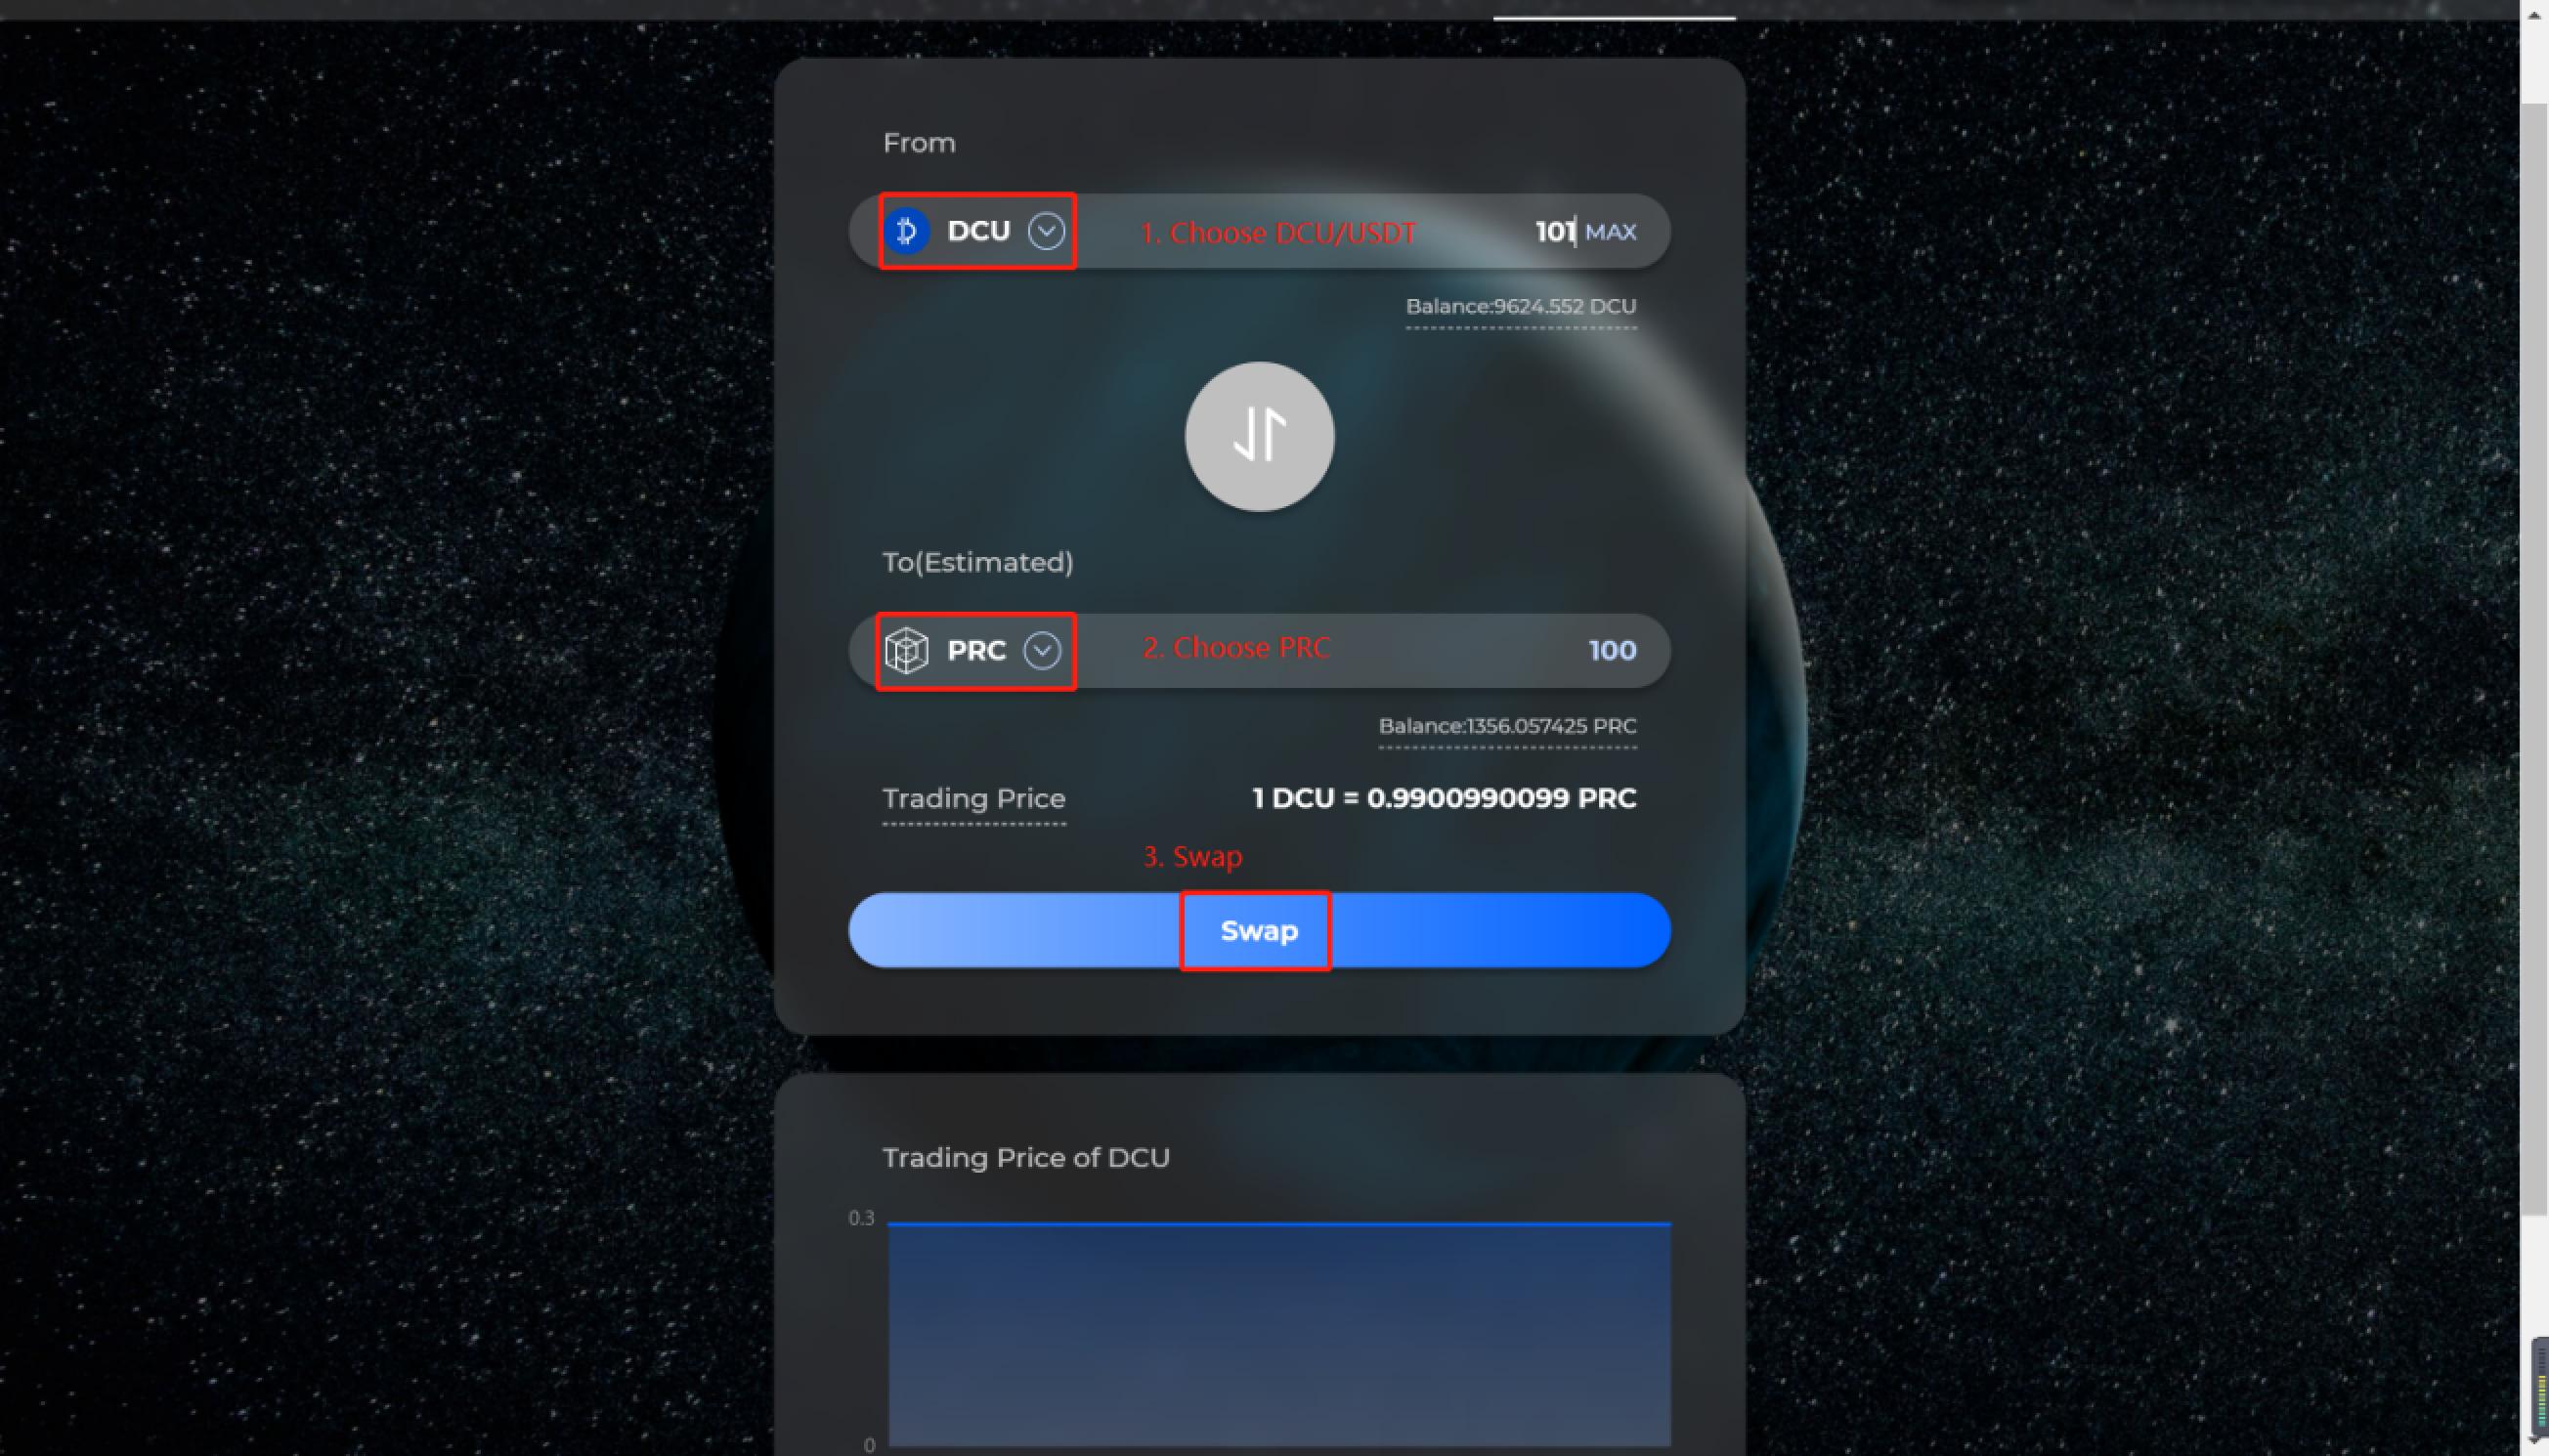 From
DCU 1. Choose DCU/USDT 101 MAX
Balance:9624.552 DCU
To(Estimated)
PRC 2. Choose PRC 100
Balance:1356.057425 PRC
Trading Price 1 DCU = 0.9900990099 PRC
3. Swap
Swap
Trading Price of DCU
0.3
0